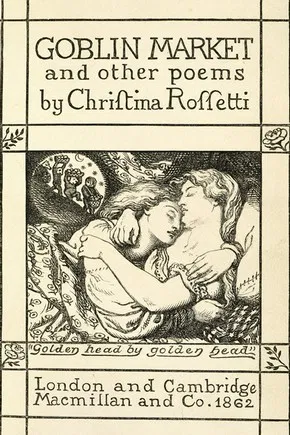 GOBLIN MARKET
and other poems
by Chriſtina Roſſetti
"Golden head by golden head"
London and Cambridge
Macmillan and Co. 1862